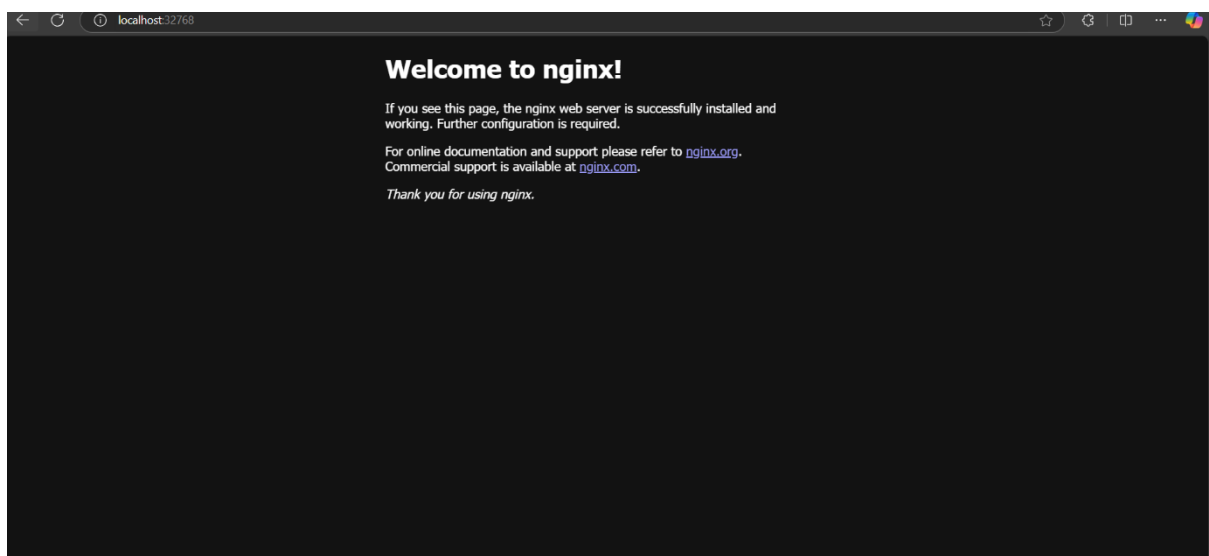 localhost:32768
Welcome to nginx!
If you see this page, the nginx web server is successfully installed and
working. Further configuration is required.
For online documentation and support please refer to nginx.org.
Commercial support is available at nginx.com.
Thank you for using nginx.